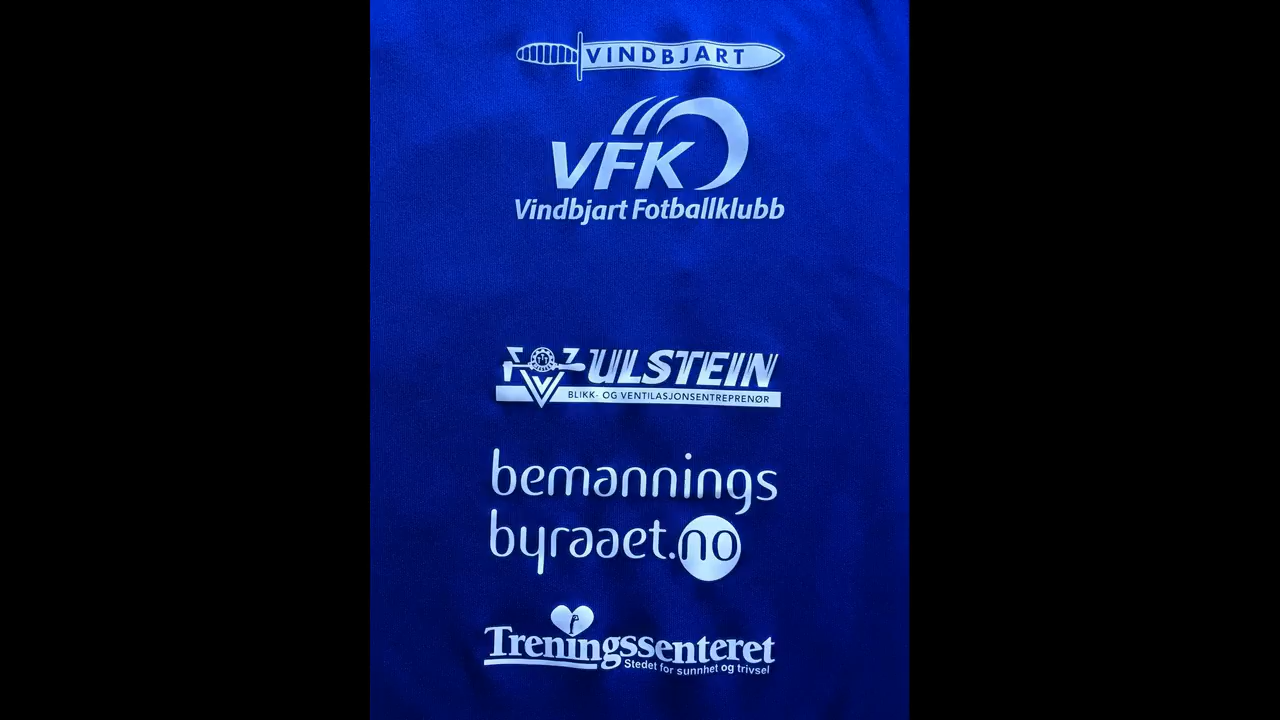 VINDBJART
VFK
Vindbjart Fotballklubb
ULSTEIN
BLIKK- OG VENTILASJONSENTREPRENØR
bemannings
byraaet.no
Treningssenteret
Stedet for sunnhet og trivsel